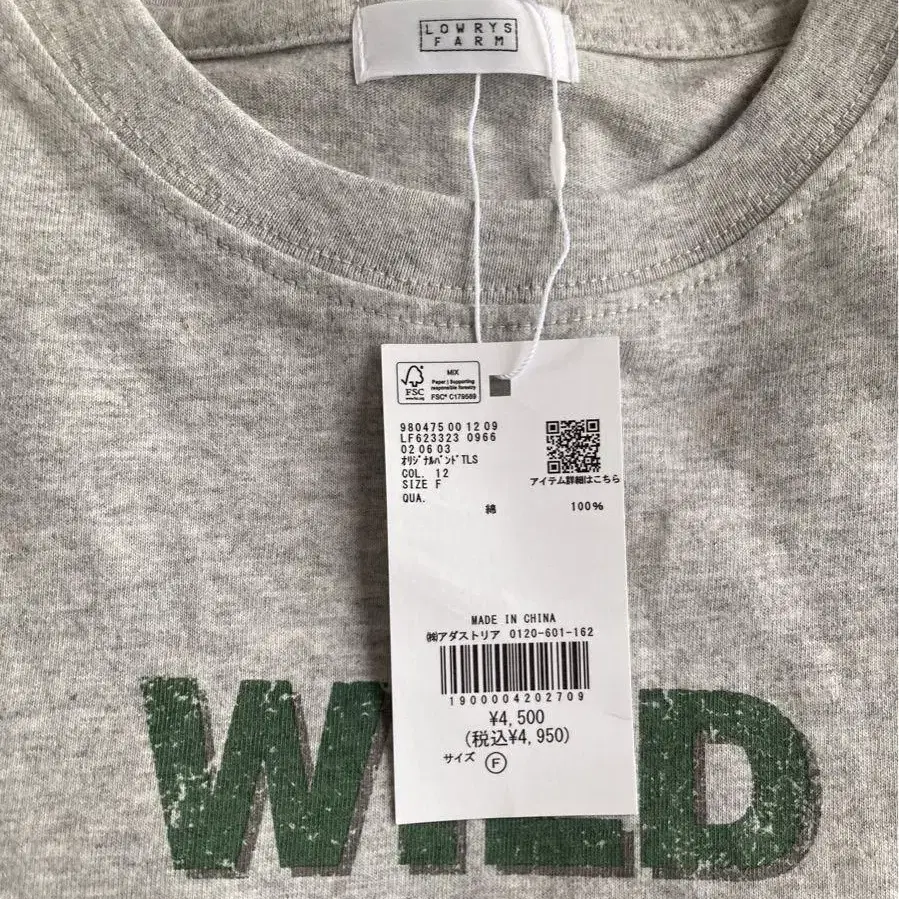 LOWRYS
FARM
FSC
www.fsc.org
MIX
Paper | Supporting
responsible forestry
FSC® C179589
980475 00 12 09
LF623323 0966
02 06 03
ｵﾘｼﾞﾅﾙﾊﾞﾝﾄﾞTLS
COL. 12
SIZE F
QUA.
アイテム詳細はこちら
綿 100%
MADE IN CHINA
㈱アダストリア 0120-601-162
1900004202709
¥4,500
(税込¥4,950)
サイズ F
WILD